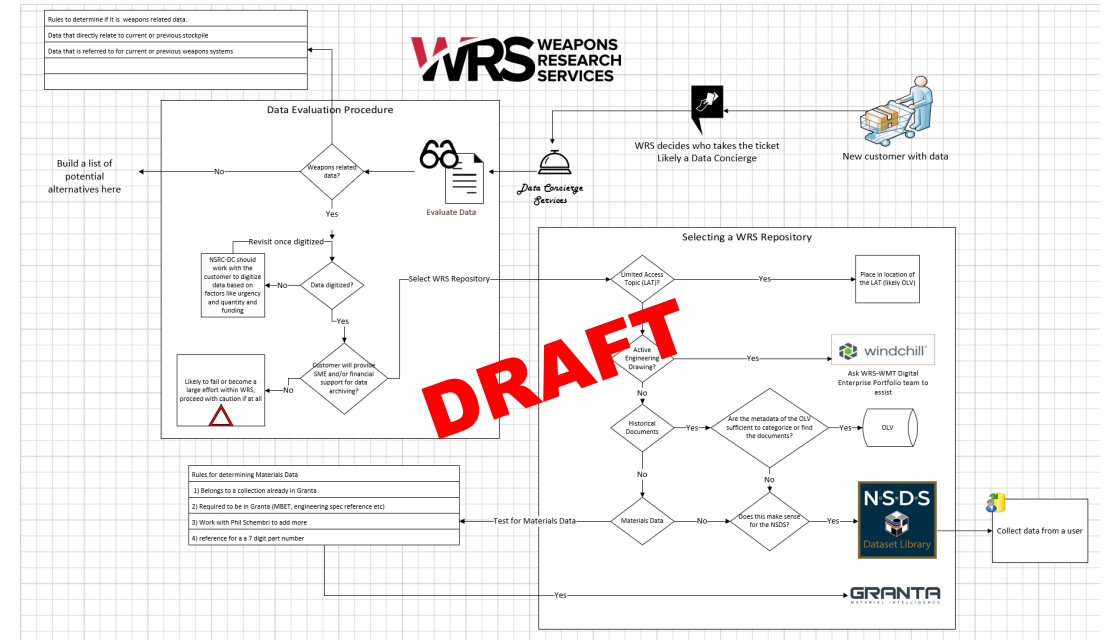 Rules to determine if it is weapons related data.
Data that directly relate to current or previous stockpile
Data that is referred to for current or previous weapons systems
WRS WEAPONS
RESEARCH
SERVICES
WRS decides who takes the ticket
Likely a Data Concierge
New customer with data
Data Evaluation Procedure
Build a list of
potential
alternatives here
No
Weapons related
data?
Evaluate Data
Data Concierge
Services
Yes
Revisit once digitized
NSRC-OC should
work with the
customer to digitize
data based on
factors like urgency
and quantity and
funding
No
Data digitized?
Yes
Likely to fail or become a
large effort within WRS,
proceed with caution if at all
No
Customer will provide
SME and/or financial
support for data
archiving?
Select WRS Repository
DRAFT
Selecting a WRS Repository
Limited Access
Topic (LAT)?
Yes
Place in location of
the LAT (likely OLV)
Active
Engineering
Drawing?
Yes
windchill®
Ask WRS-WMT Digital
Enterprise Portfolio team to
assist
No
Historical
Documents
Yes
Are the metadata of the OLV
sufficient to categorize or find
the documents?
Yes
OLV
No
No
Materials Data
No
Does this make sense
for the NSDS?
Yes
N·S·D·S
Dataset Library
Collect data from a user
Test for Materials Data
Rules for determining Materials Data
1) Belongs to a collection already in Granta
2) Required to be in Granta (MBET, engineering spec reference etc)
3) Work with Phil Schembri to add more
4) reference for a a 7 digit part number
Yes
GRANTA
MATERIAL INTELLIGENCE